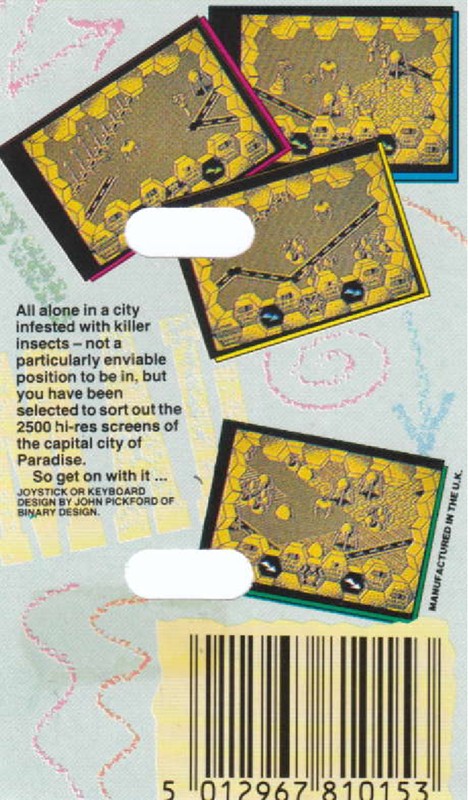 All alone in a city
infested with killer
insects – not a
particularly enviable
position to be in, but
you have been
selected to sort out the
2500 hi-res screens of
the capital city of
Paradise.
So get on with it ...
JOYSTICK OR KEYBOARD
DESIGN BY JOHN PICKFORD OF
BINARY DESIGN.
MANUFACTURED IN THE U.K.
5 012967 810153